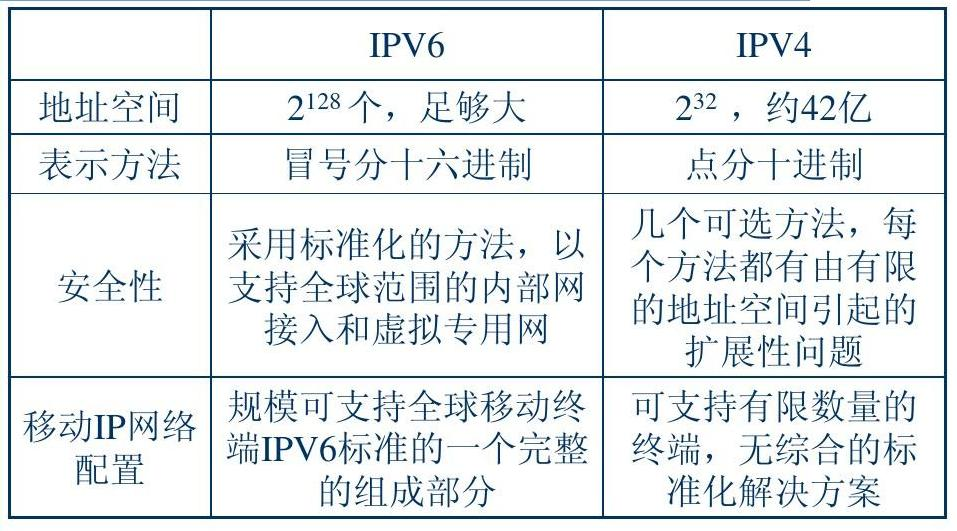 IPV6 IPV4
地址空间 2¹²⁸个，足够大 2³² ，约42亿
表示方法 冒号分十六进制 点分十进制
安全性
采用标准化的方法，以
支持全球范围的内部网
接入和虚拟专用网
几个可选方法，每
个方法都有由有限
的地址空间引起的
扩展性问题
移动IP网络
配置
规模可支持全球移动终
端IPV6标准的一个完整
的组成部分
可支持有限数量的
终端，无综合的标
准化解决方案